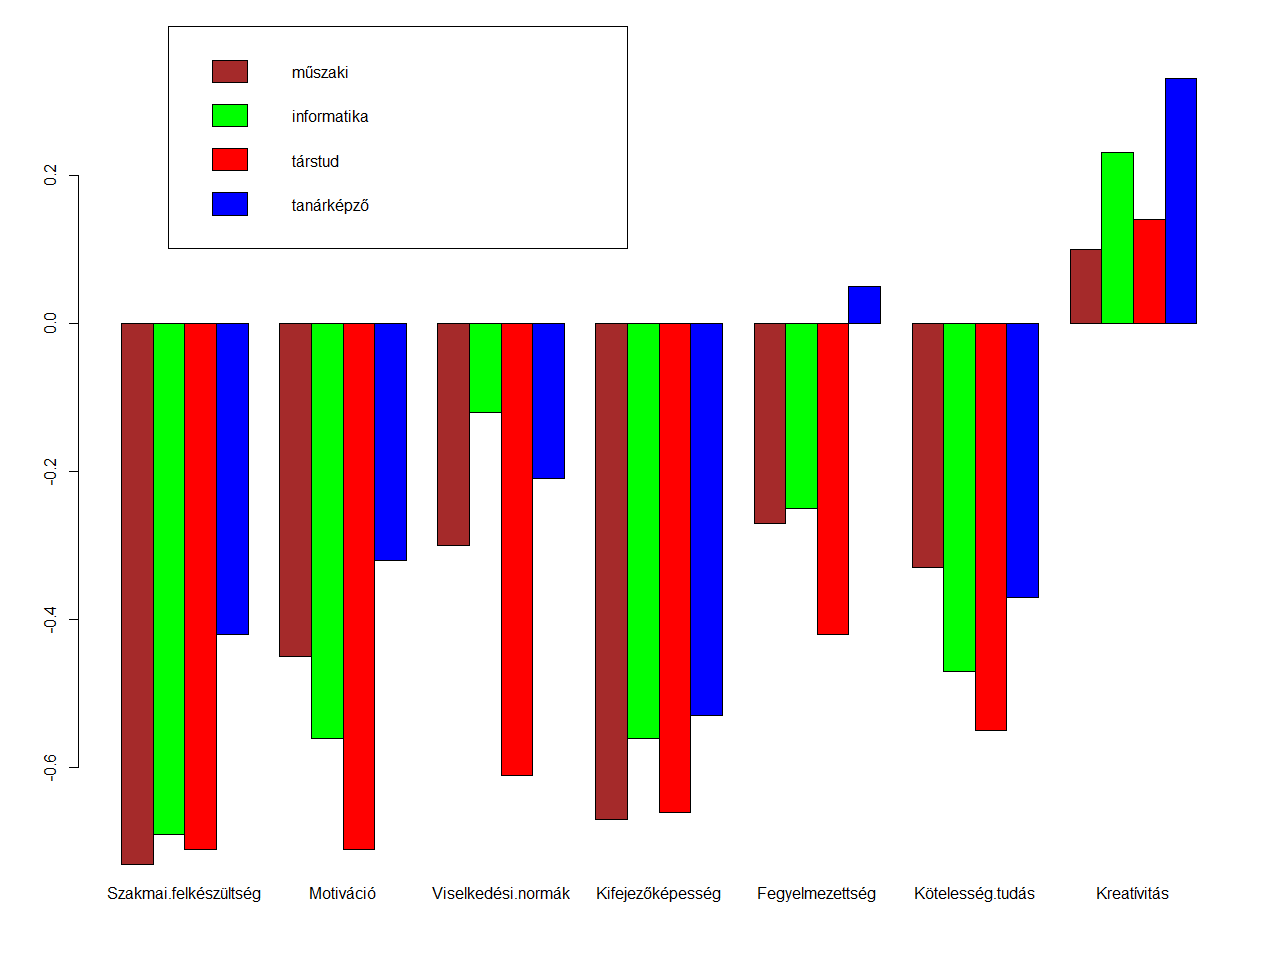 műszaki
informatika
társtud
tanárképző
0.2
0.0
-0.2
-0.4
-0.6
Szakmai.felkészültség Motiváció Viselkedési.normák Kifejezőképesség Fegyelmezettség Kötelesség.tudás Kreatívitás